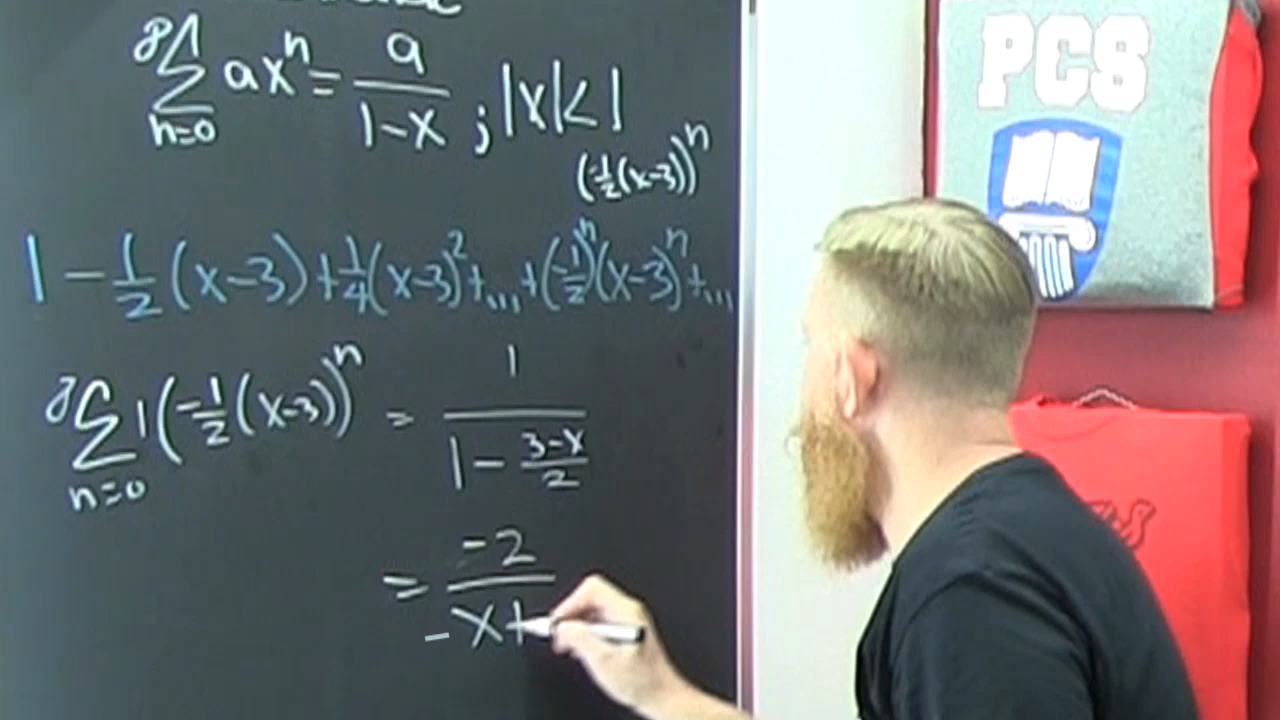 ∞
∑ ax^n = a/(1-x) ; |x|<1
n=0
(-1/2(x-3))^n
1 - 1/2(x-3) + 1/4(x-3)^2 + ... + (-1/2)^n(x-3)^n + ...
∞
∑ 1(-1/2(x-3))^n = 1/(1 - (3-x)/2)
n=0
= -2/(-x+
PCS